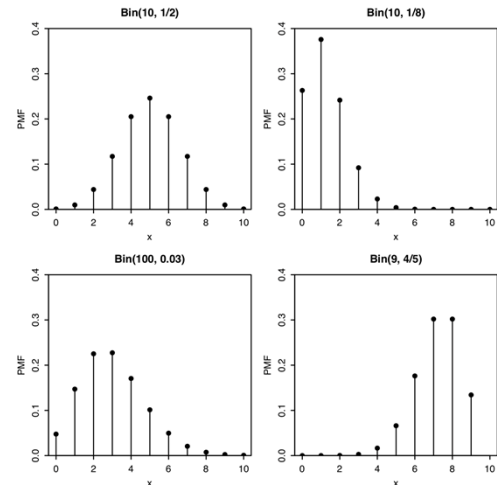 Bin(10, 1/2)
PMF
0.0 0.1 0.2 0.3 0.4
0 2 4 6 8 10
x
Bin(10, 1/8)
PMF
0.0 0.1 0.2 0.3 0.4
0 2 4 6 8 10
x
Bin(100, 0.03)
PMF
0.0 0.1 0.2 0.3 0.4
0 2 4 6 8 10
x
Bin(9, 4/5)
PMF
0.0 0.1 0.2 0.3 0.4
0 2 4 6 8 10
x